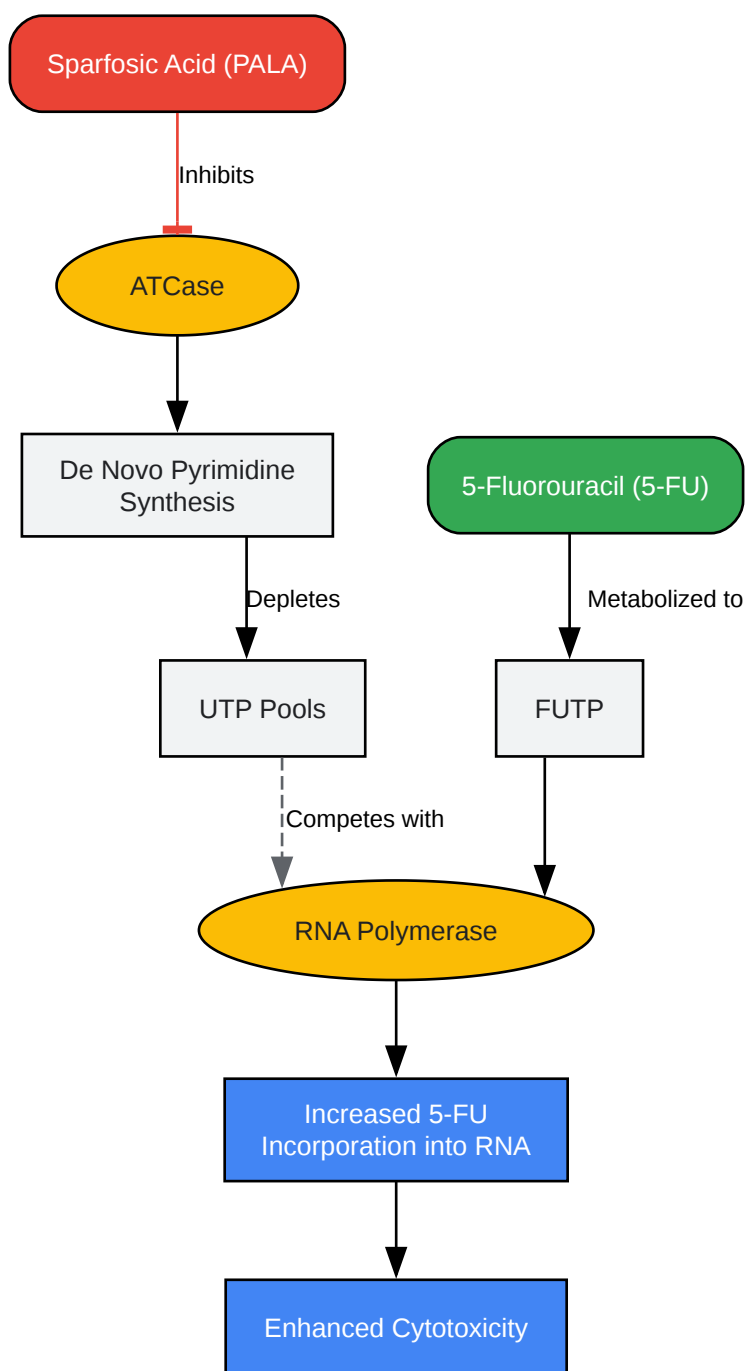 Sparfosic Acid (PALA)
Inhibits
ATCase
De Novo Pyrimidine
Synthesis
5-Fluorouracil (5-FU)
Depletes
Metabolized to
UTP Pools
FUTP
Competes with
RNA Polymerase
Increased 5-FU
Incorporation into RNA
Enhanced Cytotoxicity